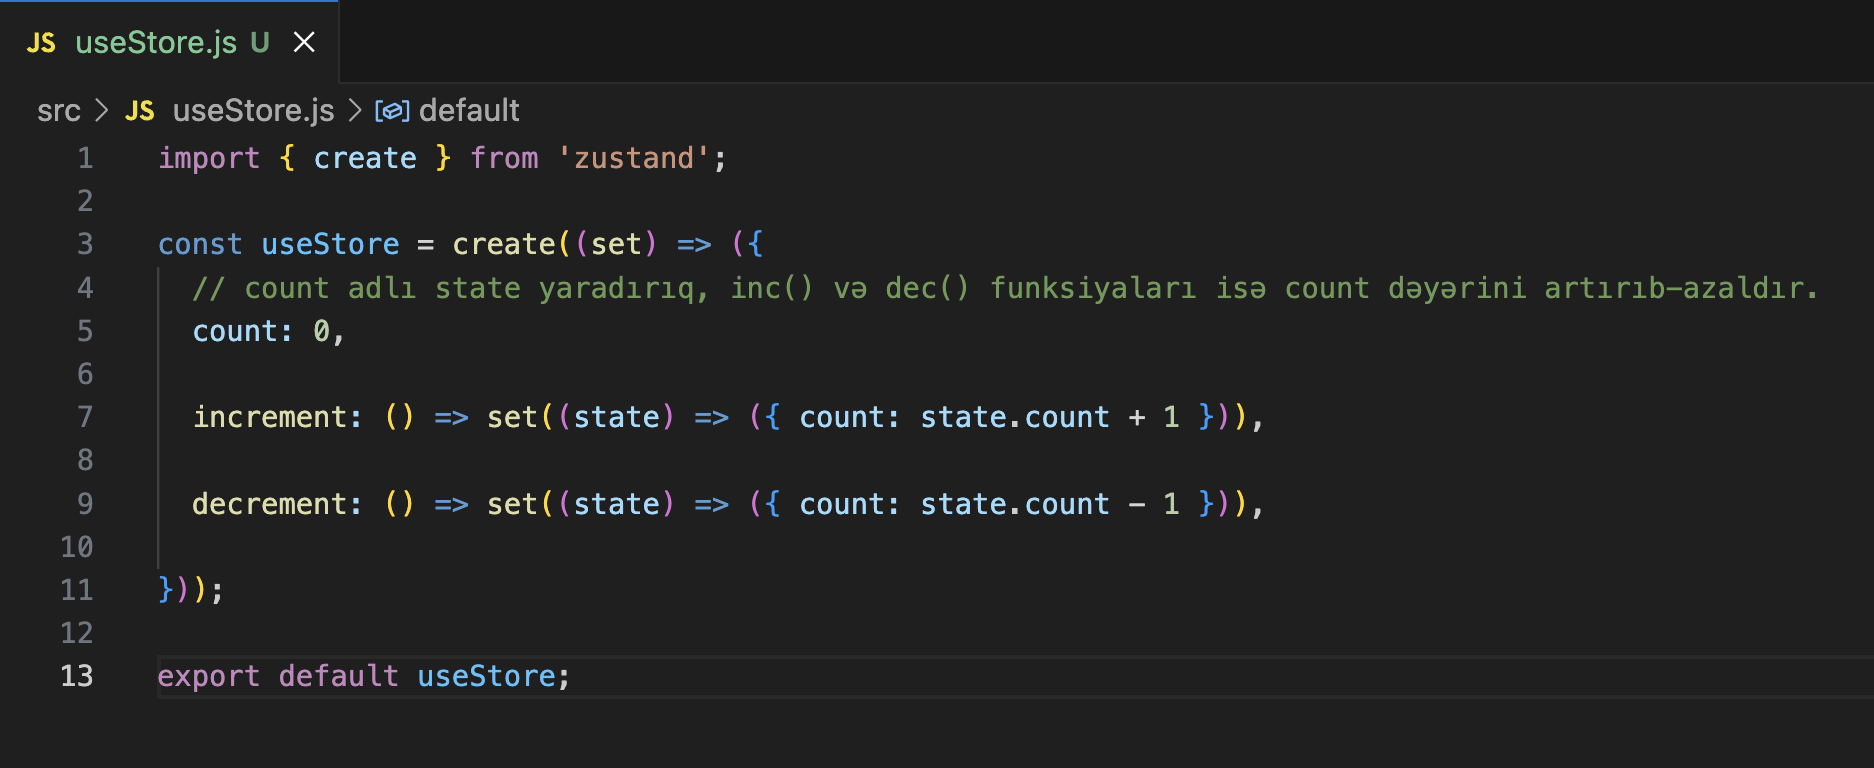 JS useStore.js U
src > JS useStore.js > default
1 import { create } from 'zustand';
2
3 const useStore = create((set) => ({
4   // count adlı state yaradırıq, inc() və dec() funksiyaları isə count dəyərini artırıb-azaldır.
5   count: 0,
6
7   increment: () => set((state) => ({ count: state.count + 1 })),
8
9   decrement: () => set((state) => ({ count: state.count - 1 })),
10
11 }));
12
13 export default useStore;